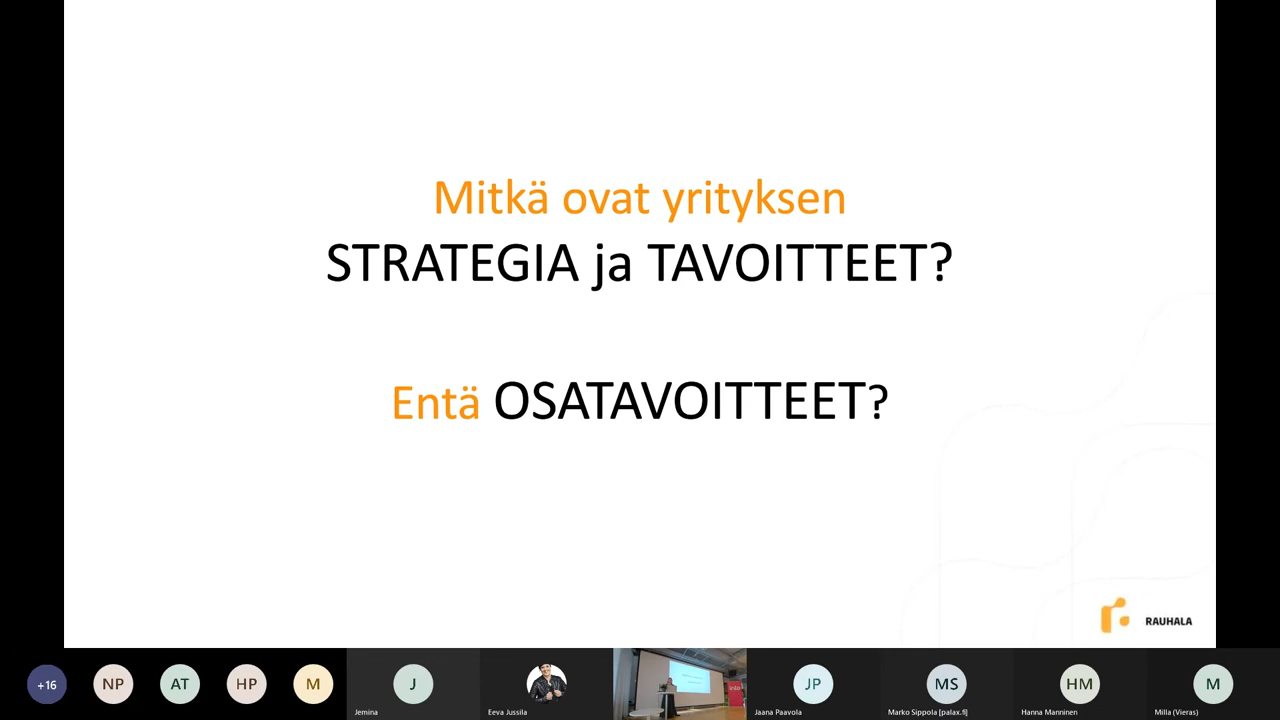 Mitkä ovat yrityksen
STRATEGIA ja TAVOITTEET?
Entä OSATAVOITTEET?
RAUHALA
+16
NP
AT
HP
M
J
JP
MS
HM
M
Jemina
Eeva Jussila
Jaana Paavola
Marko Sippola [palax.fi]
Hanna Manninen
Milla (Vieras)